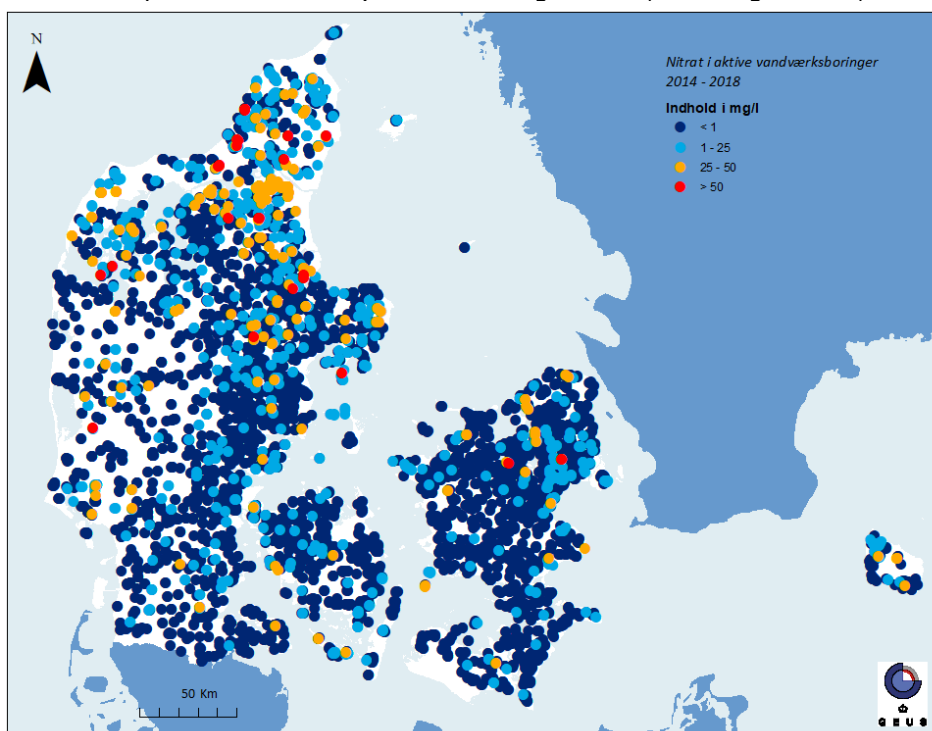 N
Nitrat i aktive vandværksboringer
2014 - 2018
Indhold i mg/l
< 1
1 - 25
25 - 50
> 50
50 Km
G E U S